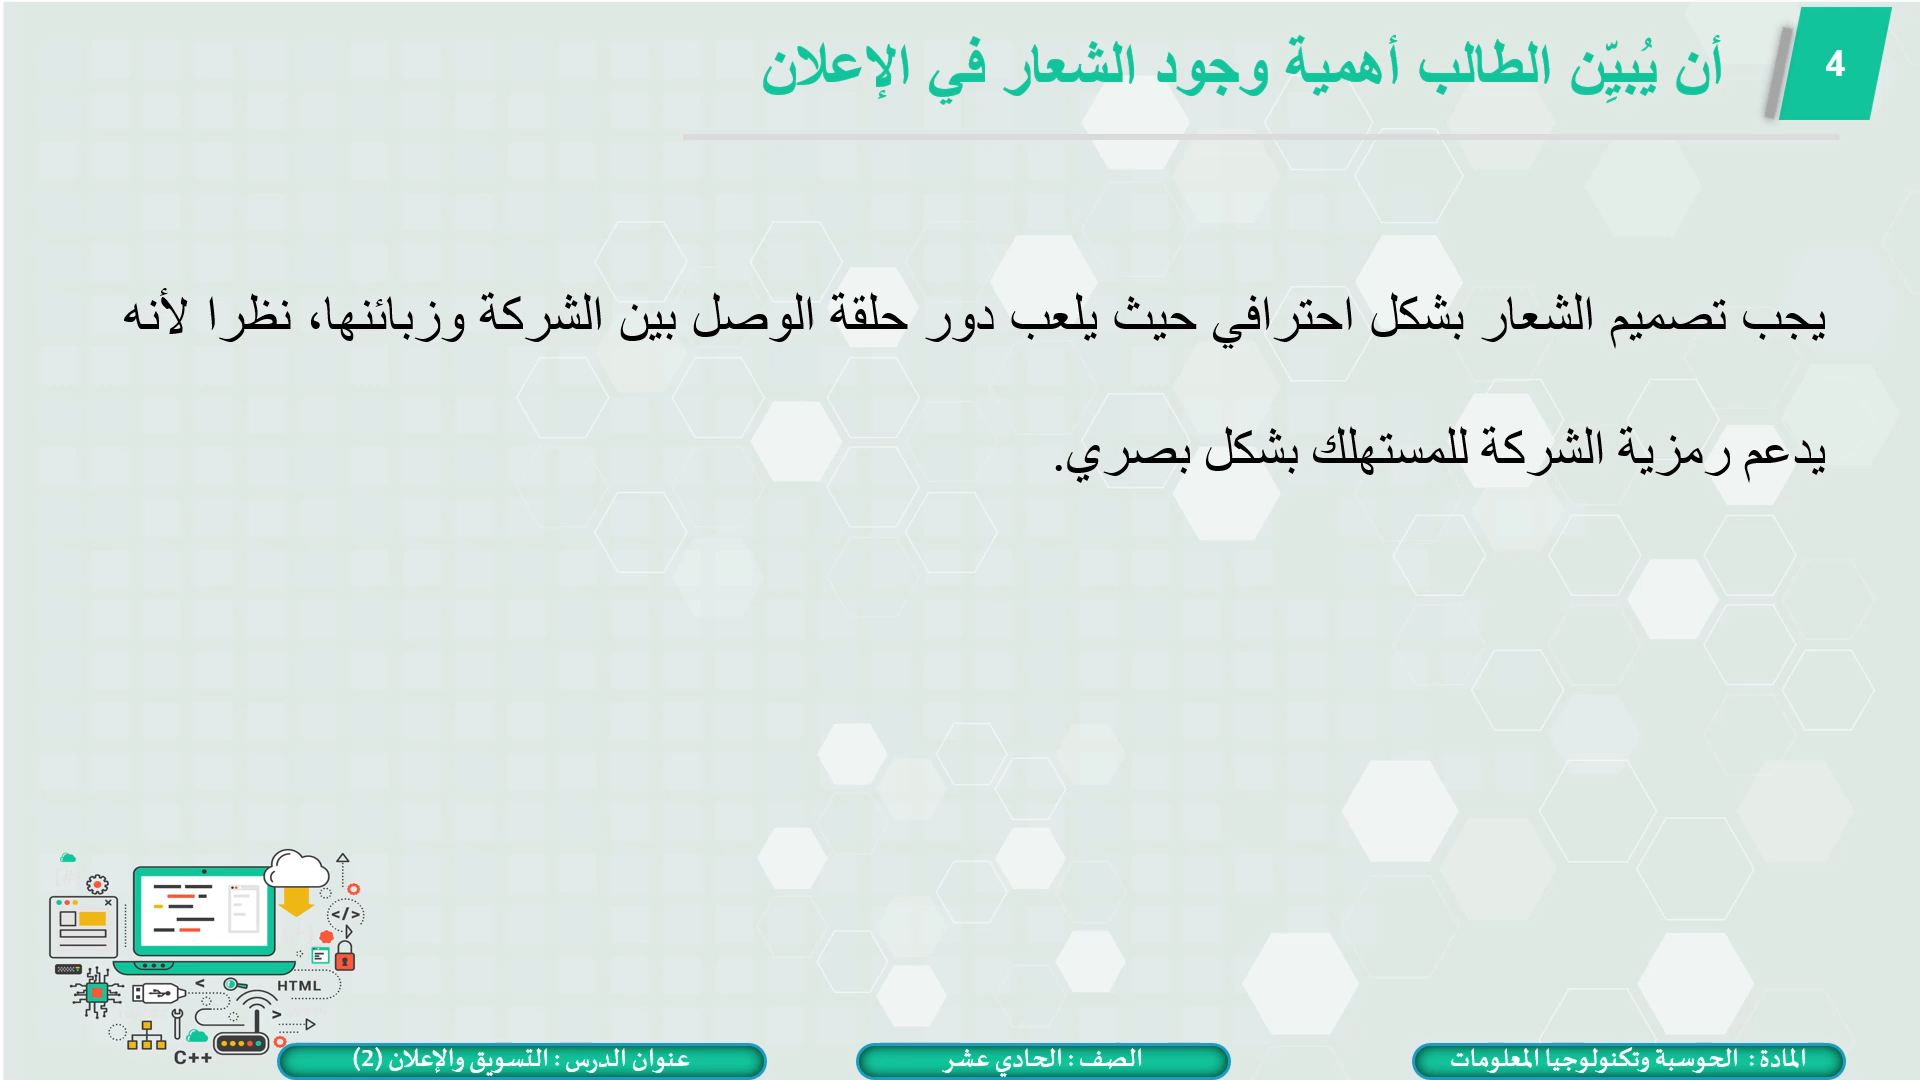 4
أن يُبيِّن الطالب أهمية وجود الشعار في الإعلان
يجب تصميم الشعار بشكل احترافي حيث يلعب دور حلقة الوصل بين الشركة وزبائنها، نظرا لأنه
يدعم رمزية الشركة للمستهلك بشكل بصري.
</>
HTML
C++
المادة : الحوسبة وتكنولوجيا المعلومات
الصف : الحادي عشر
عنوان الدرس : التسويق والإعلان (2)